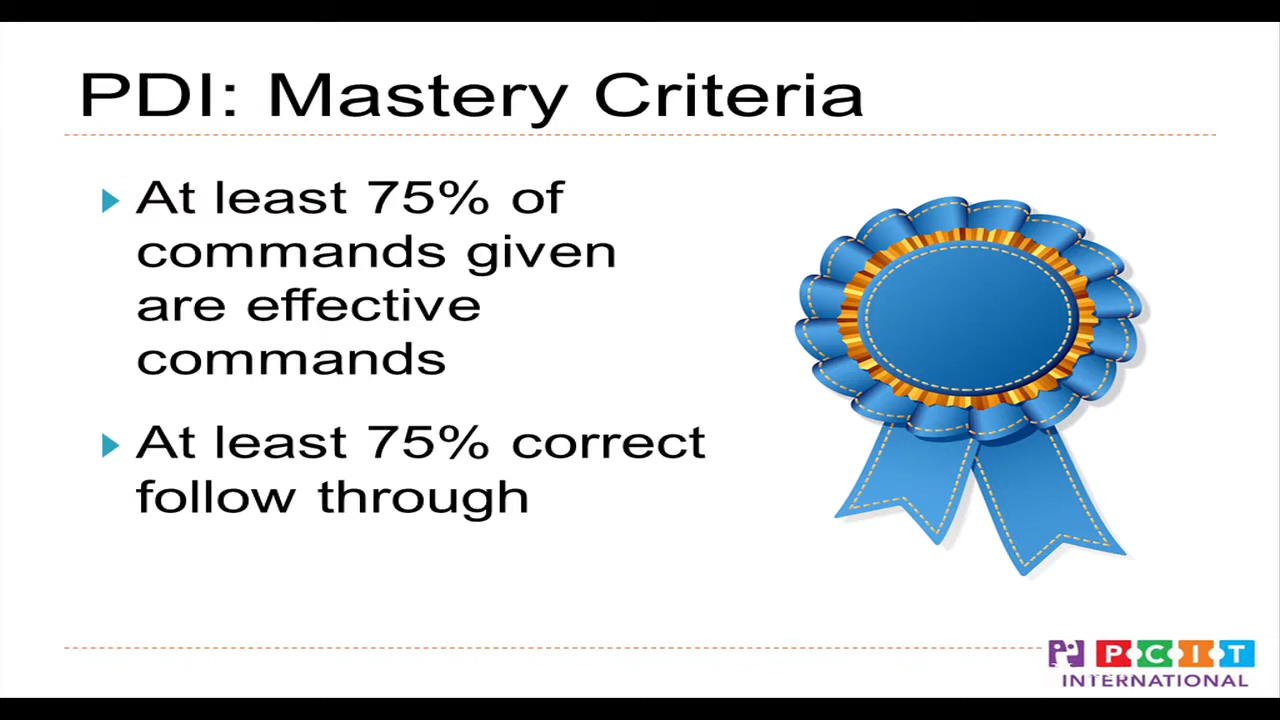 PDI: Mastery Criteria
At least 75% of
commands given
are effective
commands
At least 75% correct
follow through
PCIT
INTERNATIONAL